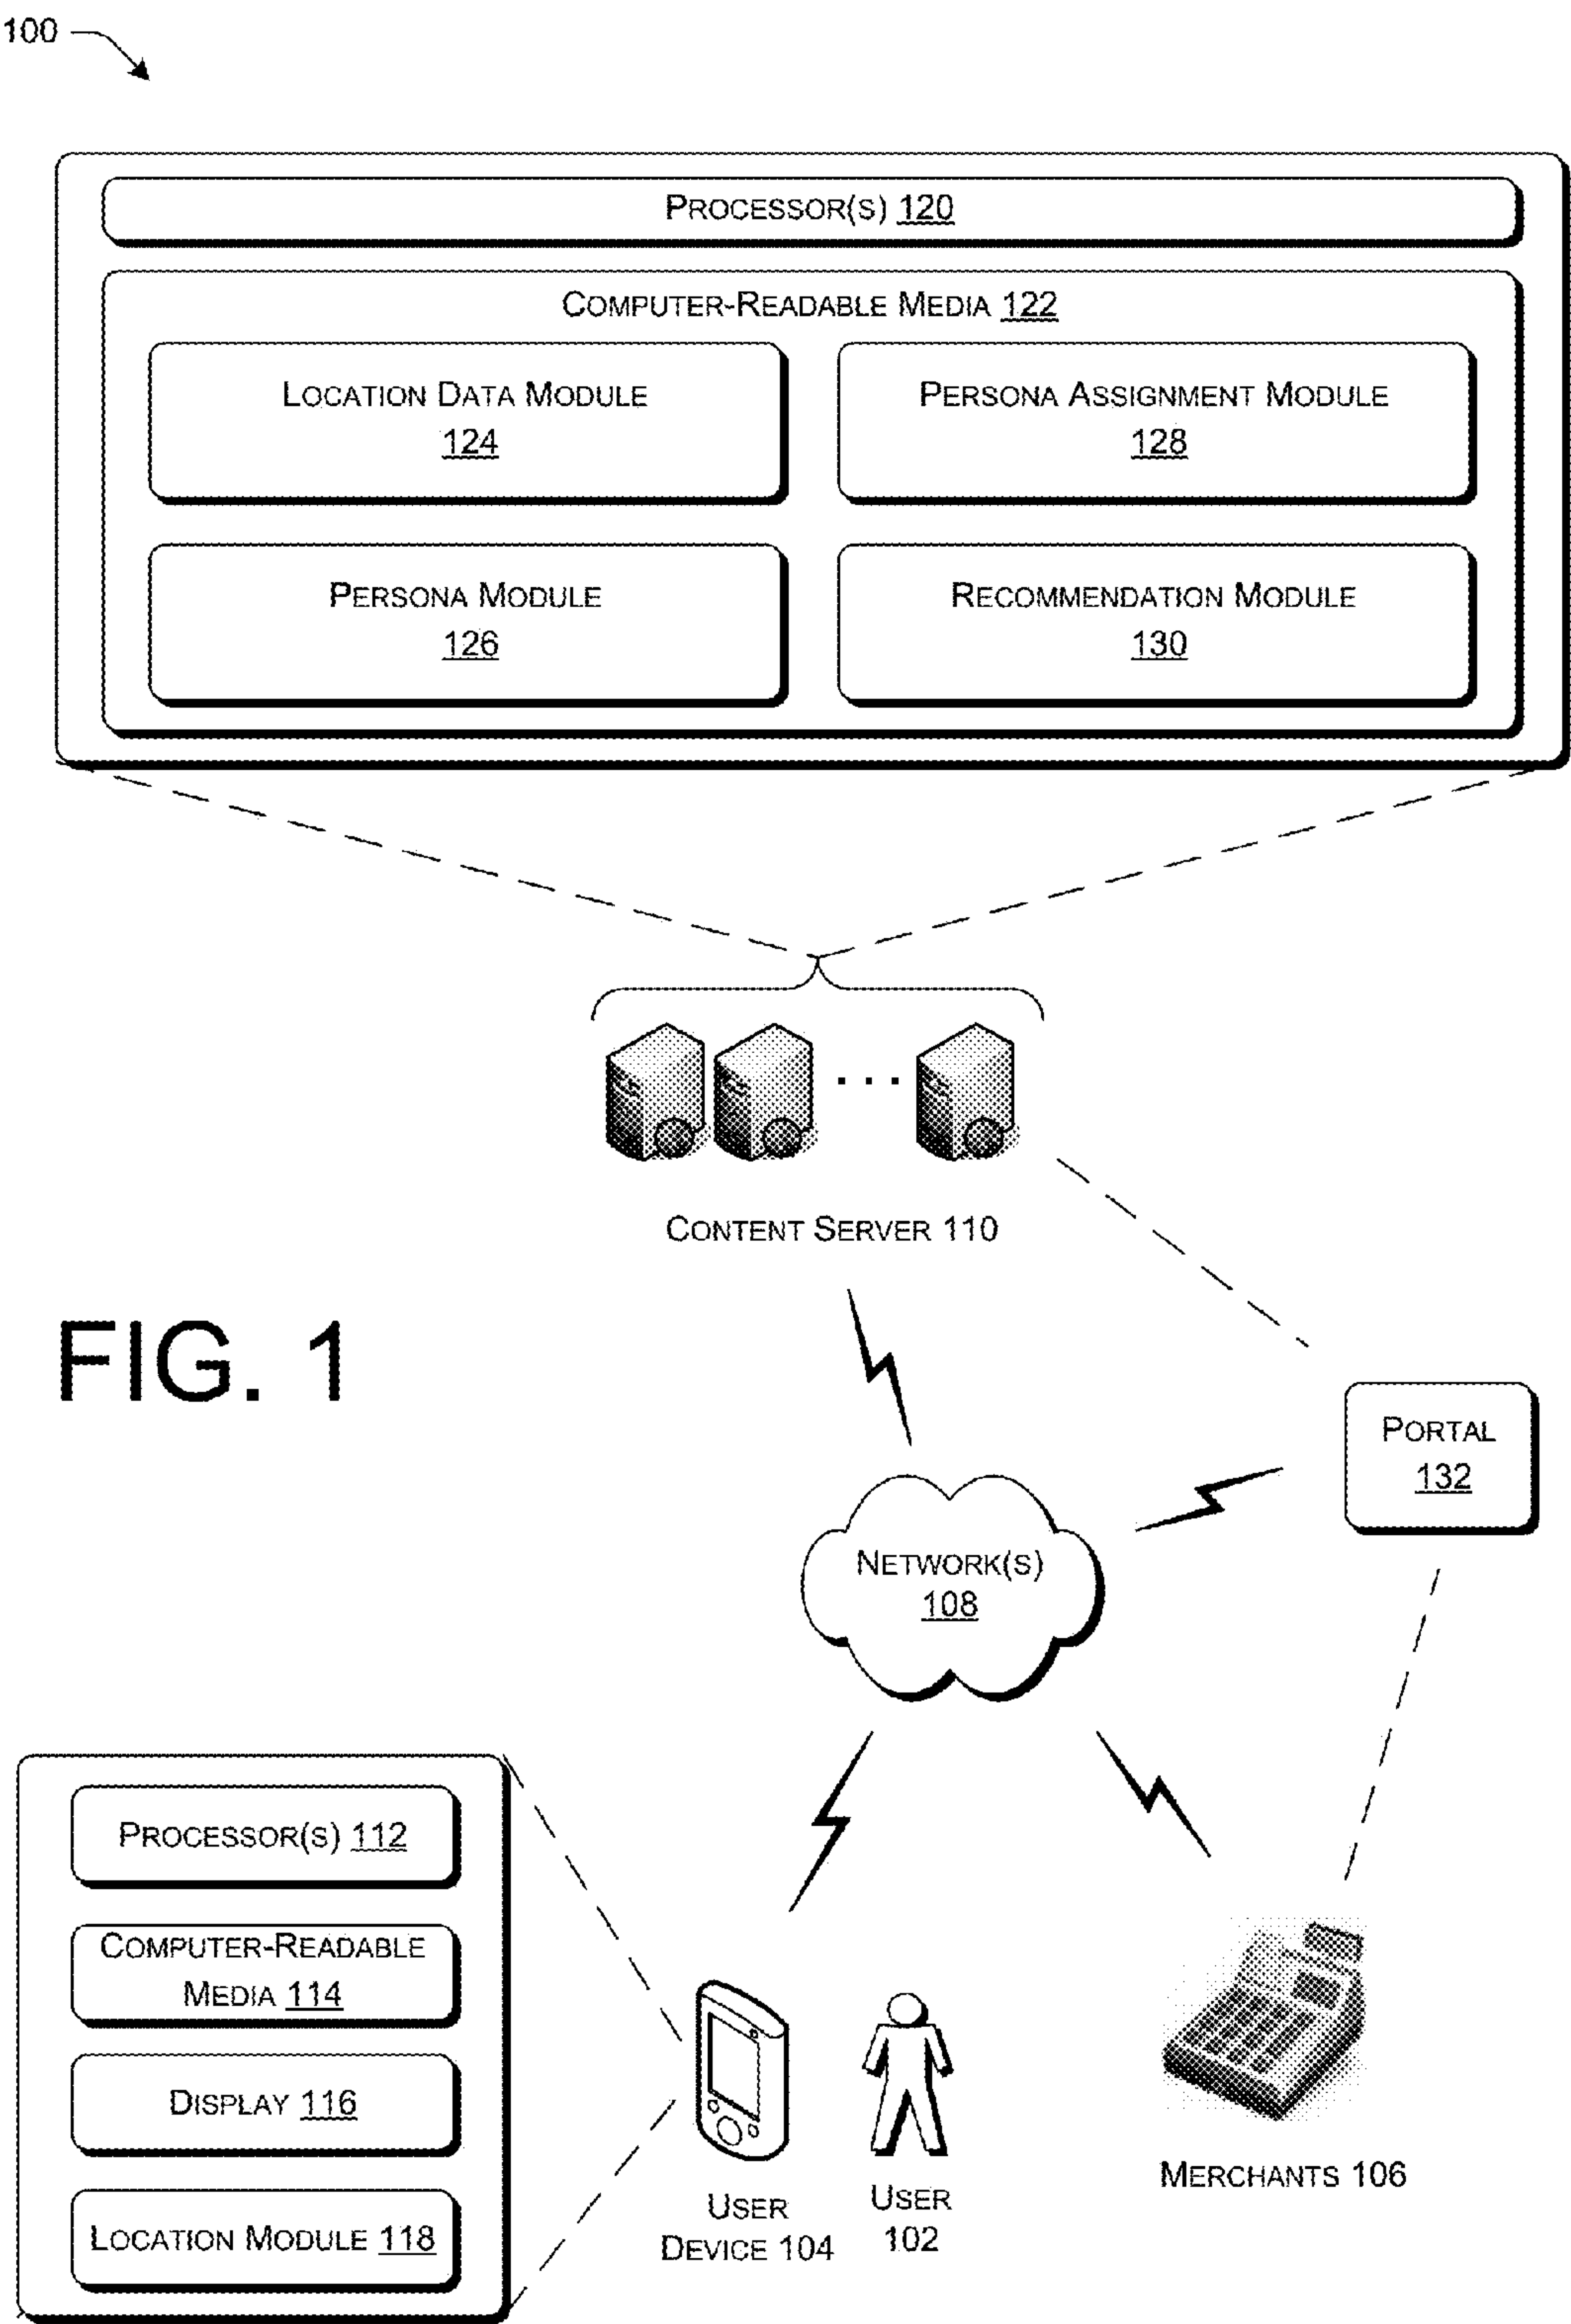 100
PROCESSOR(S) 120
COMPUTER-READABLE MEDIA 122
LOCATION DATA MODULE
124
PERSONA ASSIGNMENT MODULE
128
PERSONA MODULE
126
RECOMMENDATION MODULE
130
CONTENT SERVER 110
FIG. 1
PORTAL
132
NETWORK(S)
108
PROCESSOR(S) 112
COMPUTER-READABLE
MEDIA 114
DISPLAY 116
LOCATION MODULE 118
USER
DEVICE 104
USER
102
MERCHANTS 106